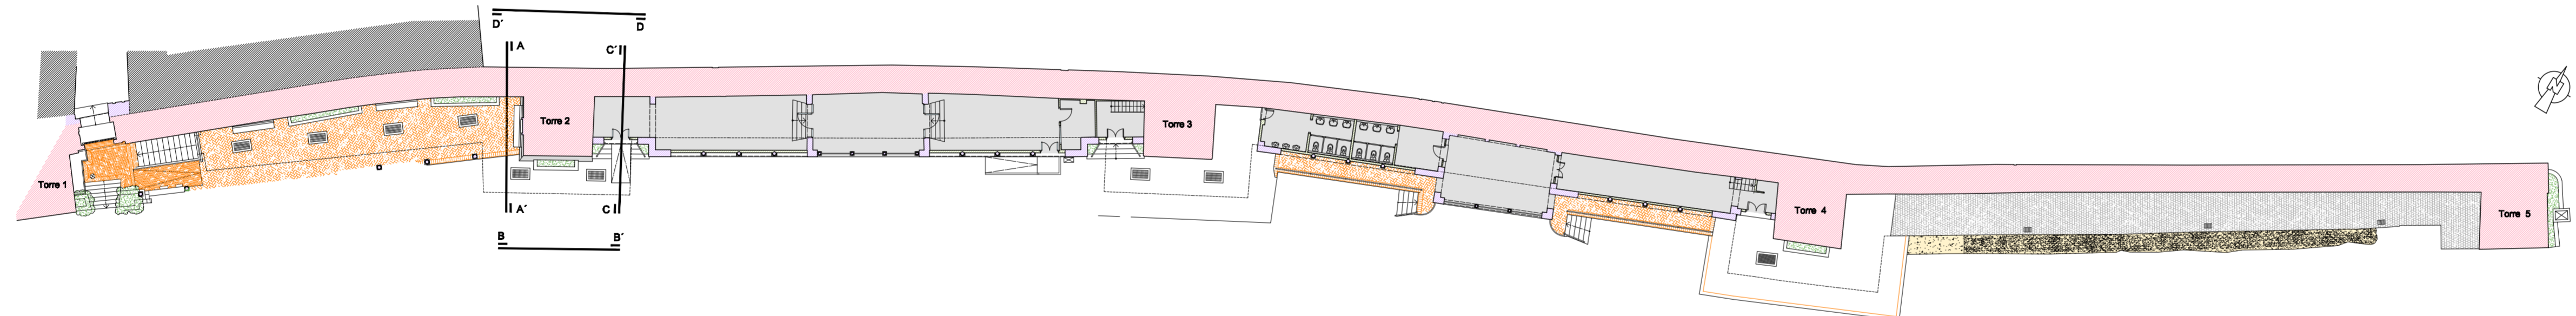 D´
D
A
C´
Torre 1
Torre 2
Torre 3
Torre 4
Torre 5
A´
C
B
B´
N